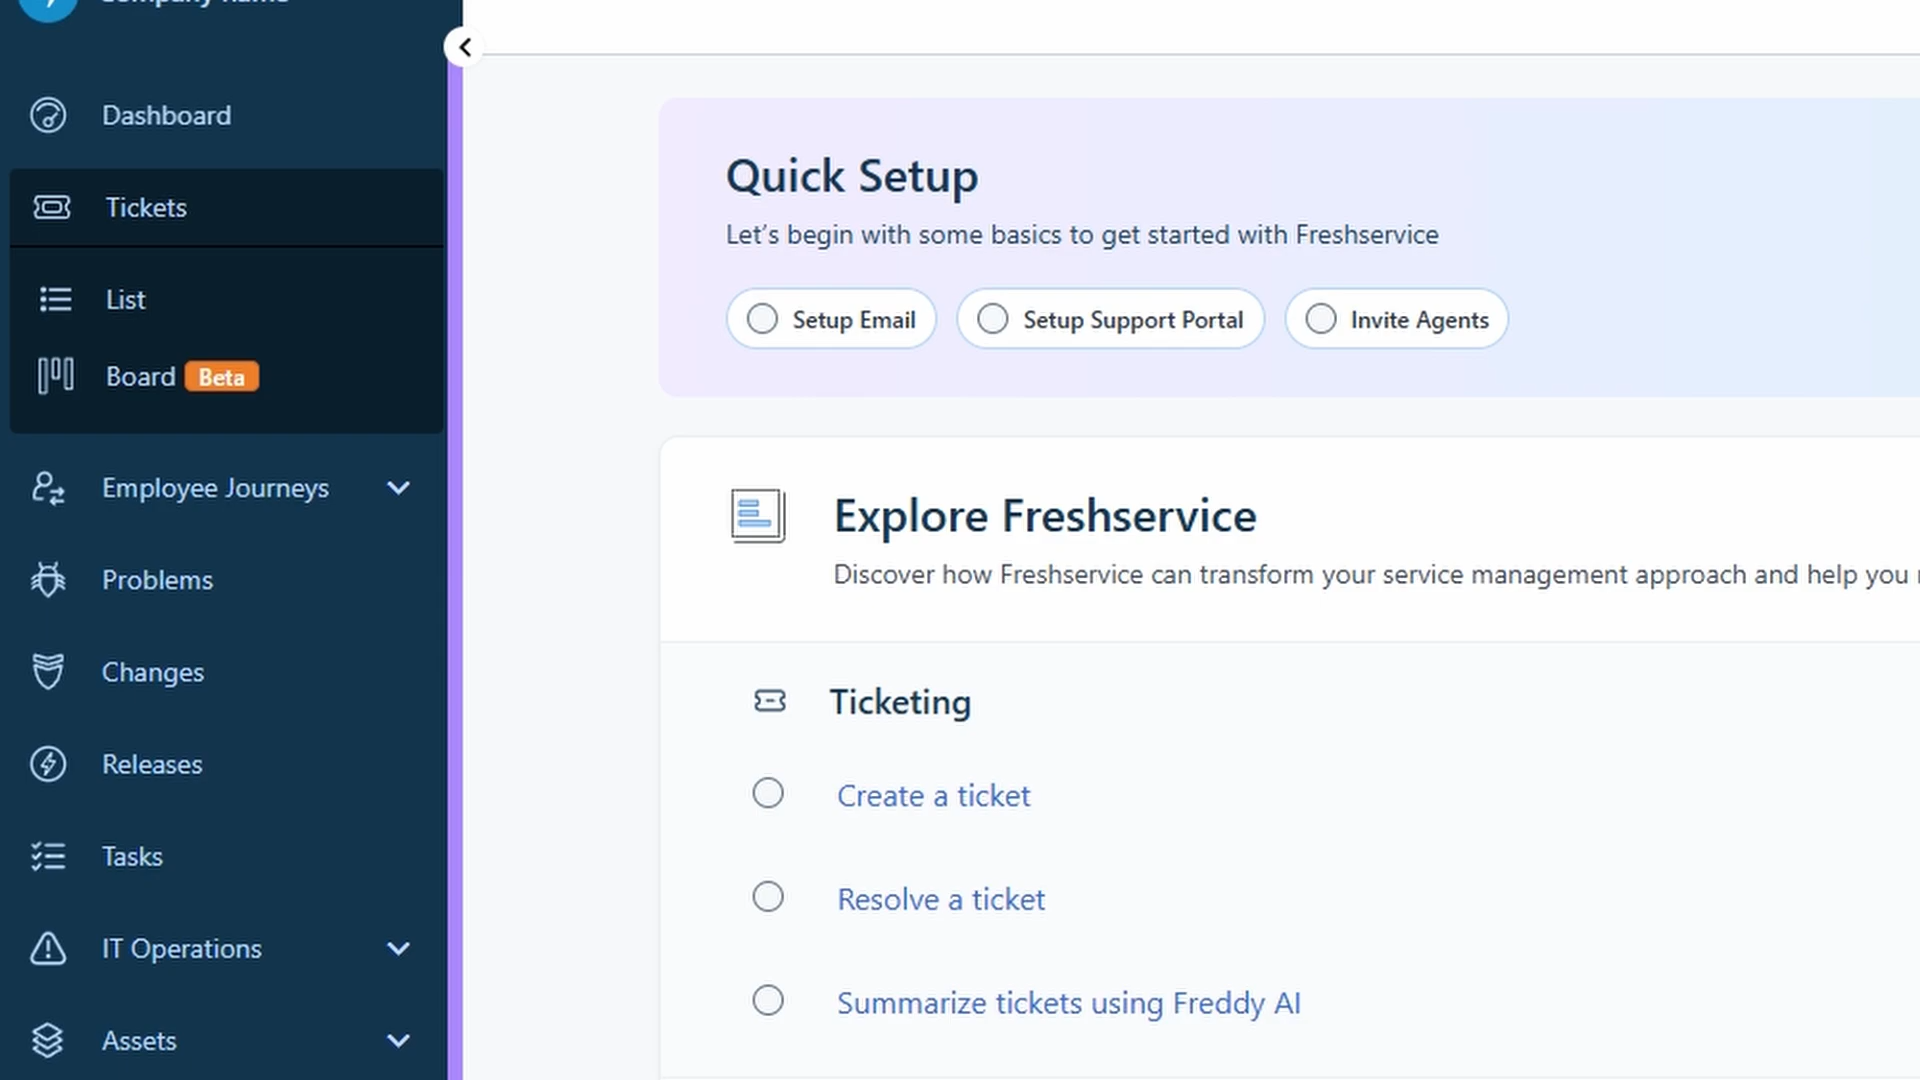 Dashboard
Tickets
List
Board Beta
Employee Journeys
Problems
Changes
Releases
Tasks
IT Operations
Assets
Quick Setup
Let's begin with some basics to get started with Freshservice
Setup Email
Setup Support Portal
Invite Agents
Explore Freshservice
Discover how Freshservice can transform your service management approach and help you
Ticketing
Create a ticket
Resolve a ticket
Summarize tickets using Freddy AI